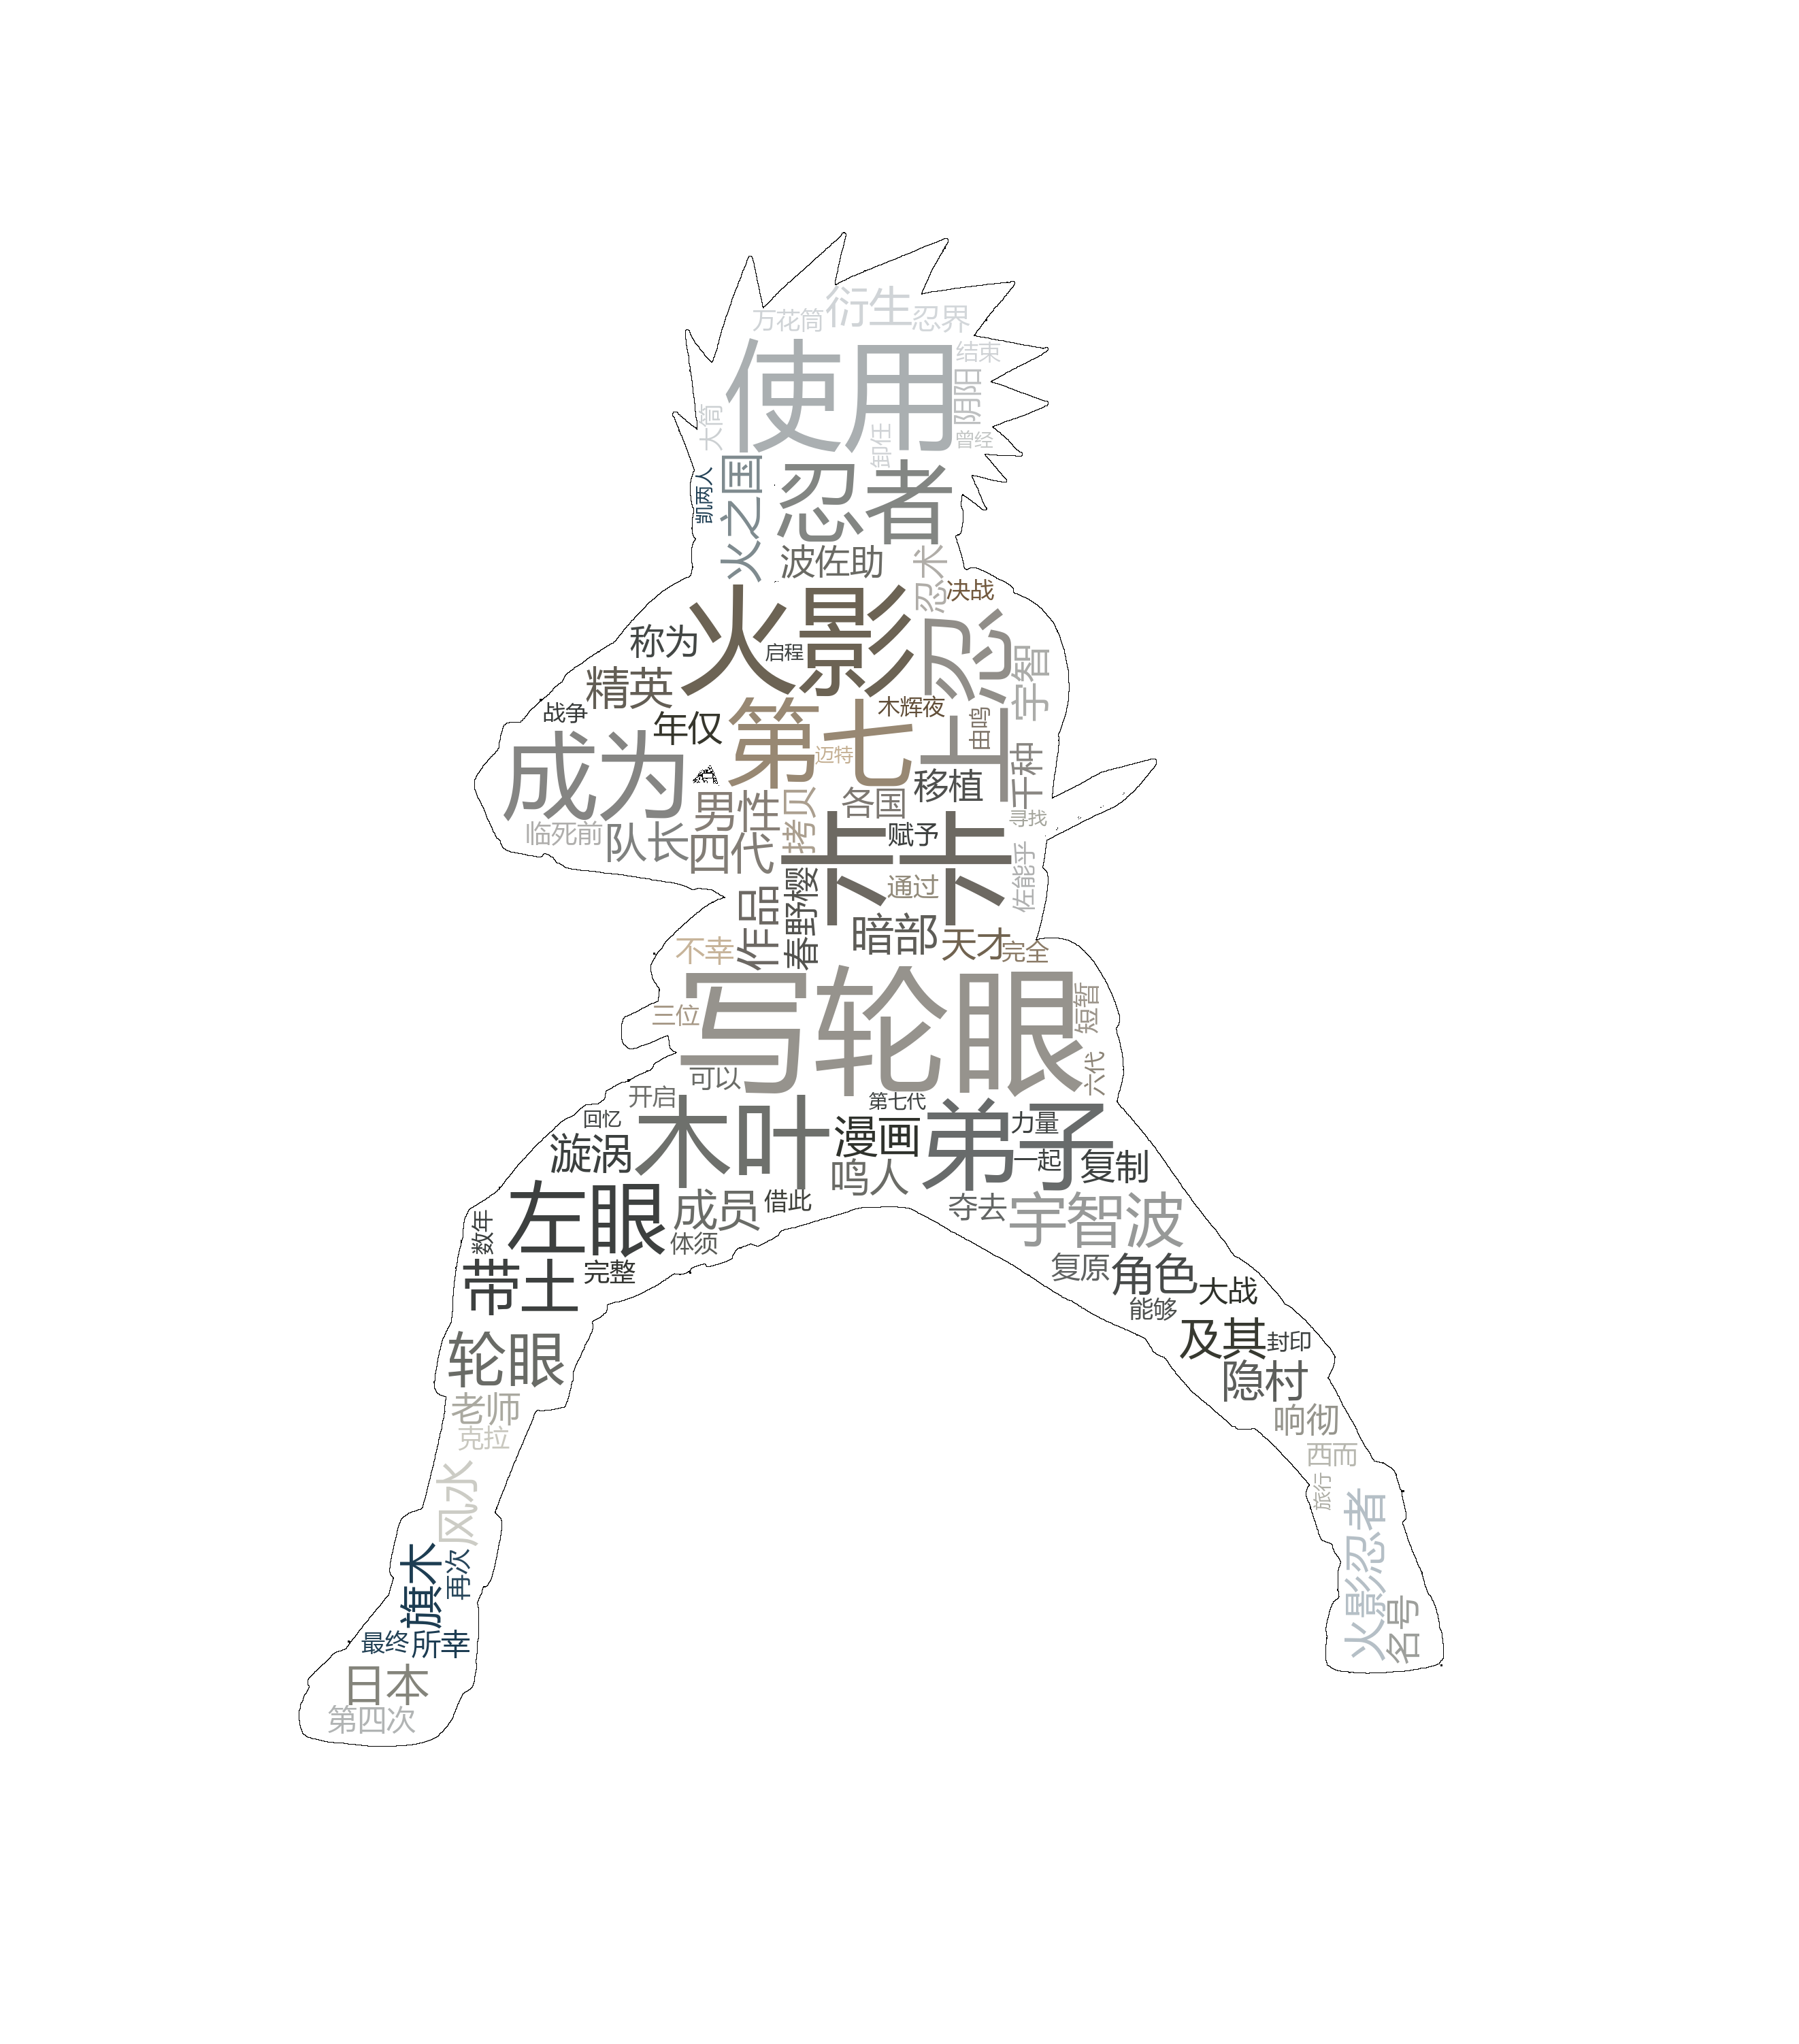 衍生
万花筒
忍界
使用
结束
阴阳
大筒
卸任
曾经
火之国
凯两人
忍者
波佐助
忍术
决战
火影
启程
称为
上忍
宇智
精英
战争
年仅
第七
木辉夜
由鸣
迈特
成为
千种
移植
男性
拷贝
各国
寻找
临死前
队长
四代
卡卡
赋予
佐能乎
通过
作品
春野樱
暗部
天才
完全
不幸
写轮眼
三位
短暂
六代
可以
开启
第七代
木叶
漫画
弟子
力量
回忆
漩涡
鸣人
一起
复制
左眼
成员
借此
夺去
宇智波
数年
体须
带土
完整
复原
角色
大战
能够
轮眼
及其
封印
隐村
老师
克拉
响彻
西而
风水
旅行
火影忍者
旗木
再次
名号
最终
所幸
日本
第四次